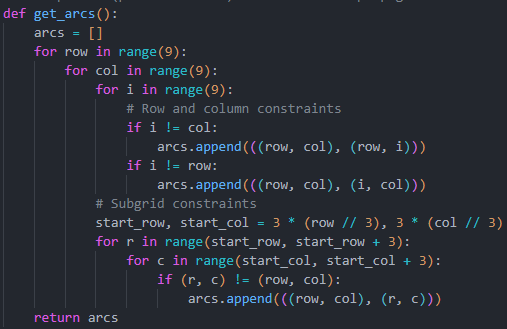 def get_arcs():
    arcs = []
    for row in range(9):
        for col in range(9):
            for i in range(9):
                # Row and column constraints
                if i != col:
                    arcs.append(((row, col), (row, i)))
                if i != row:
                    arcs.append(((row, col), (i, col)))
            # Subgrid constraints
            start_row, start_col = 3 * (row // 3), 3 * (col // 3)
            for r in range(start_row, start_row + 3):
                for c in range(start_col, start_col + 3):
                    if (r, c) != (row, col):
                        arcs.append(((row, col), (r, c)))
    return arcs